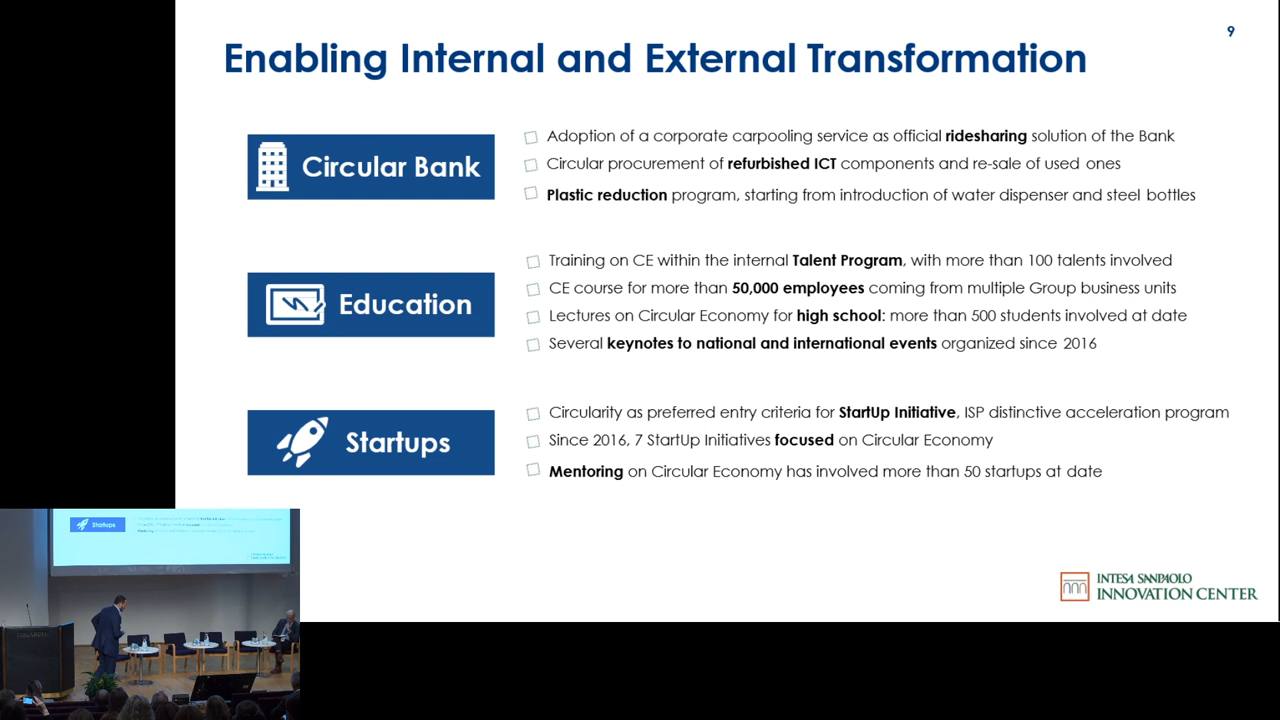 9
Enabling Internal and External Transformation
Circular Bank
Adoption of a corporate carpooling service as official ridesharing solution of the Bank
Circular procurement of refurbished ICT components and re-sale of used ones
Plastic reduction program, starting from introduction of water dispenser and steel bottles
Education
Training on CE within the internal Talent Program, with more than 100 talents involved
CE course for more than 50,000 employees coming from multiple Group business units
Lectures on Circular Economy for high school: more than 500 students involved at date
Several keynotes to national and international events organized since 2016
Startups
Circularity as preferred entry criteria for StartUp Initiative, ISP distinctive acceleration program
Since 2016, 7 StartUp Initiatives focused on Circular Economy
Mentoring on Circular Economy has involved more than 50 startups at date
INTESA SANPAOLO
INNOVATION CENTER
Startups